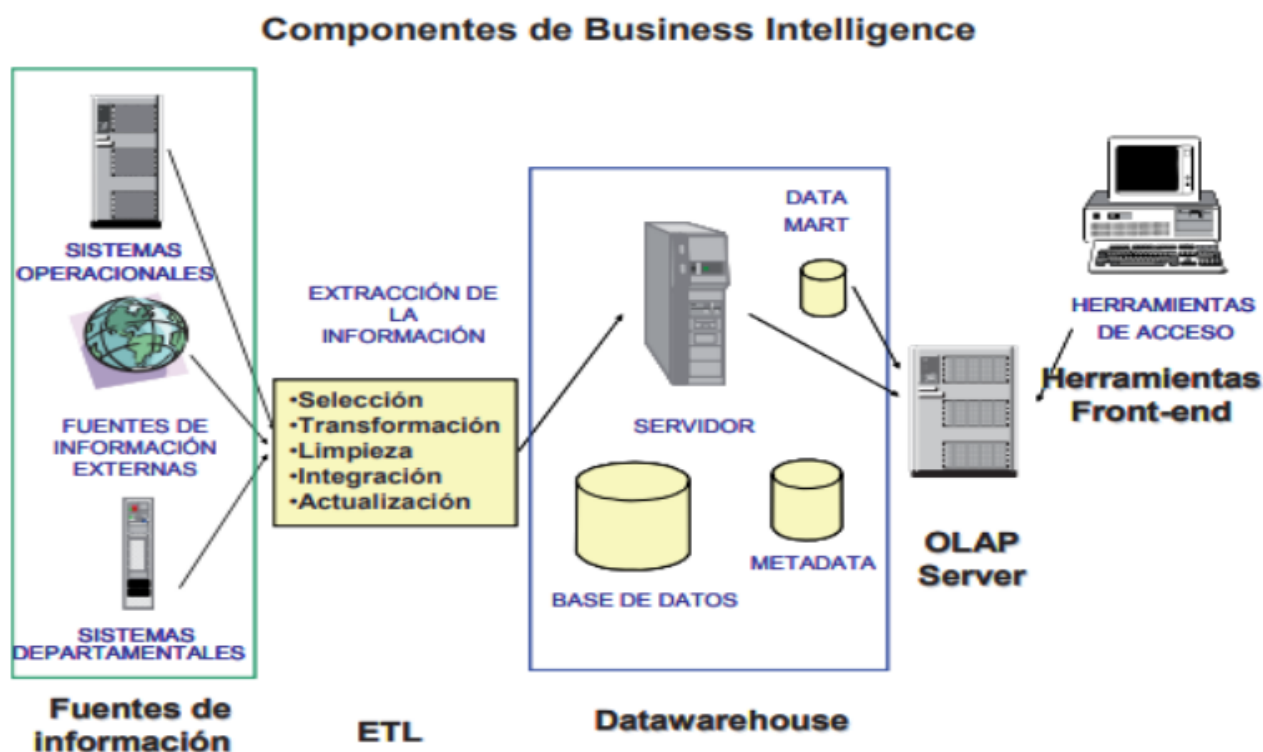 Componentes de Business Intelligence
SISTEMAS
OPERACIONALES
FUENTES DE
INFORMACIÓN
EXTERNAS
SISTEMAS
DEPARTAMENTALES
Fuentes de
información
EXTRACCIÓN DE
LA
INFORMACIÓN
•Selección
•Transformación
•Limpieza
•Integración
•Actualización
ETL
DATA
MART
SERVIDOR
BASE DE DATOS
METADATA
Datawarehouse
OLAP
Server
HERRAMIENTAS
DE ACCESO
Herramientas
Front-end